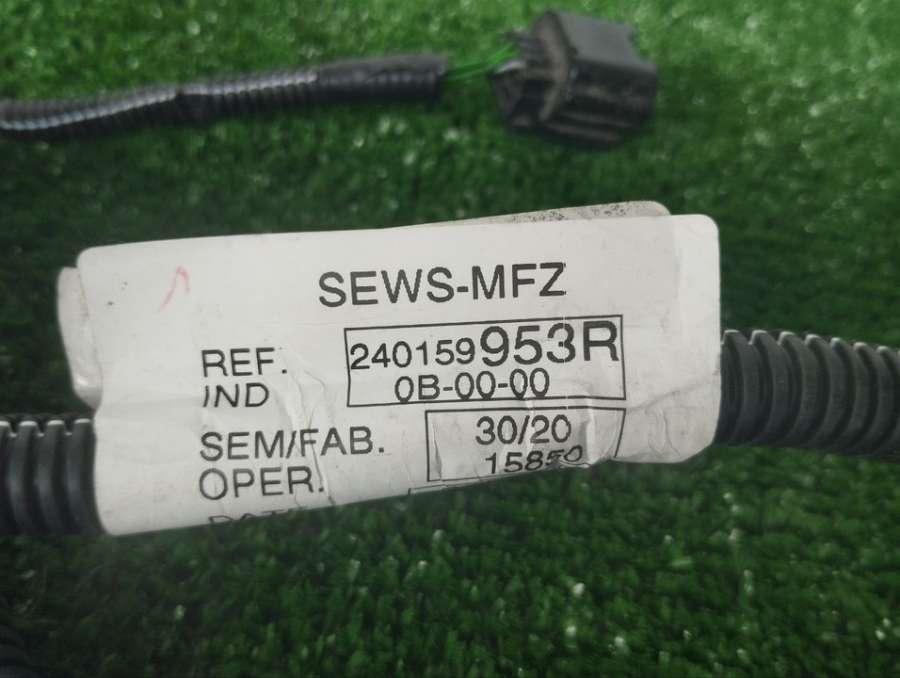 SEWS-MFZ
REF. 240159953R
IND 0B-00-00
SEM/FAB. 30/20
OPER. 15850